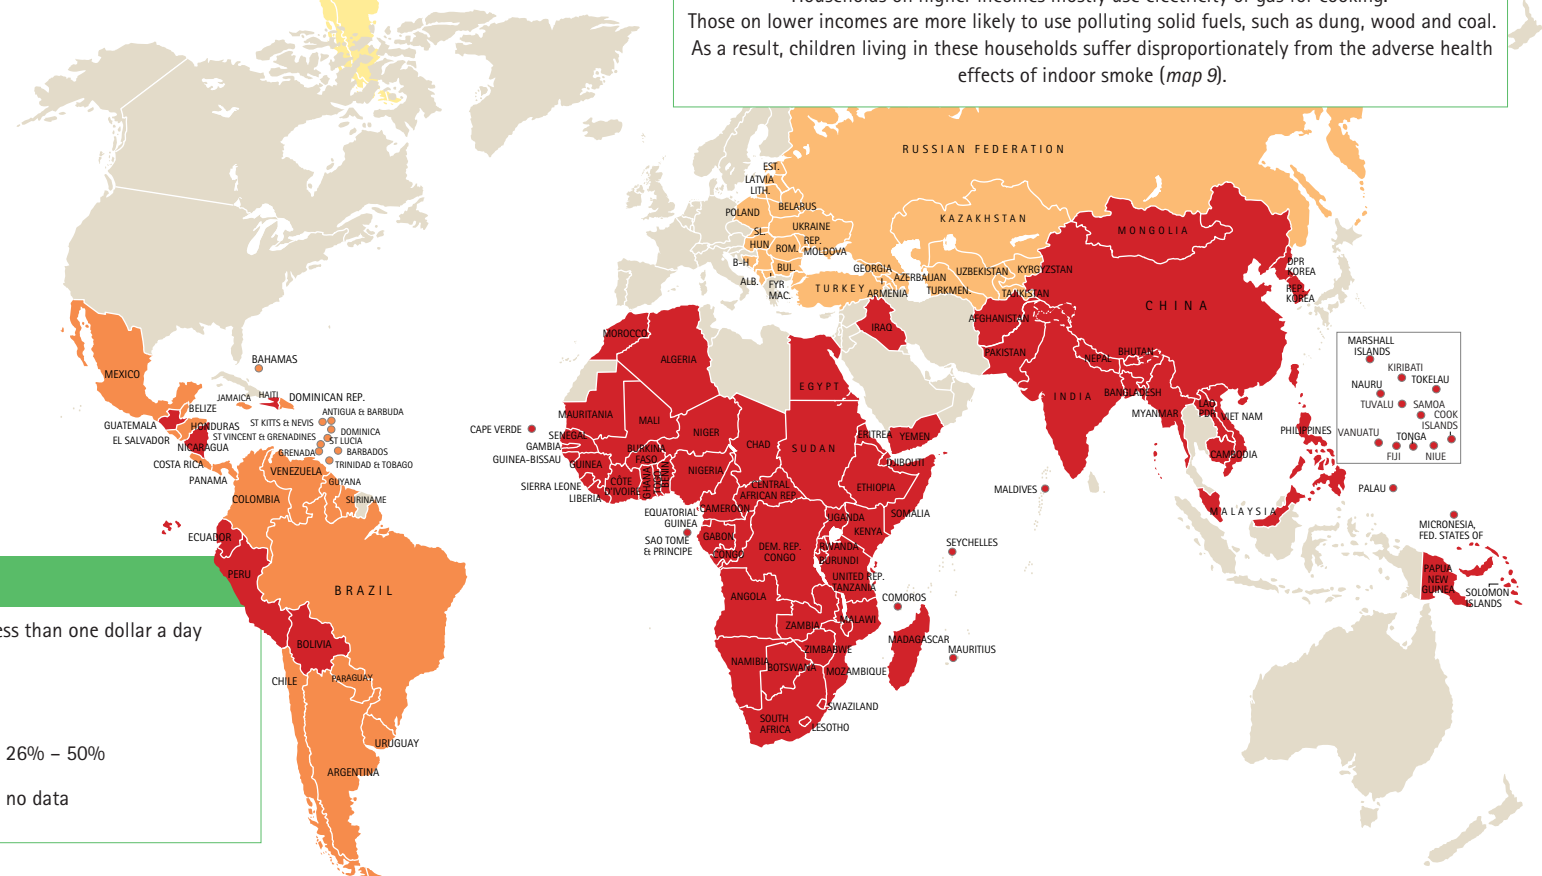 Those on lower incomes are more likely to use polluting solid fuels, such as dung, wood and coal.
As a result, children living in these households suffer disproportionately from the adverse health
effects of indoor smoke (map 9).
RUSSIAN FEDERATION
EST.
LATVIA
LITH.
BELARUS
POLAND
UKRAINE
SL.
HUN
ROM.
REP.
MOLDOVA
B-H
BUL.
ALB.
FYR
MAC.
TURKEY
GEORGIA
ARMENIA
AZERBAIJAN
TURKMEN.
UZBEKISTAN
KAZAKHSTAN
KYRGYZSTAN
TAJIKISTAN
MONGOLIA
CHINA
DPR
KOREA
REP.
KOREA
AFGHANISTAN
PAKISTAN
IRAQ
NEPAL
BHUTAN
INDIA
BANGLADESH
MYANMAR
LAO
PDR
VIET NAM
CAMBODIA
PHILIPPINES
MALAYSIA
MALDIVES
MARSHALL
ISLANDS
KIRIBATI
NAURU
TOKELAU
TUVALU
SAMOA
COOK
ISLANDS
VANUATU
TONGA
FIJI
NIUE
PALAU
MICRONESIA,
FED. STATES OF
PAPUA
NEW
GUINEA
SOLOMON
ISLANDS
MOROCCO
ALGERIA
EGYPT
MAURITANIA
MALI
NIGER
CHAD
SUDAN
ERITREA
YEMEN
DJIBOUTI
CAPE VERDE
SENEGAL
GAMBIA
GUINEA-BISSAU
GUINEA
SIERRA LEONE
LIBERIA
CÔTE
D'IVOIRE
BURKINA
FASO
GHANA
TOGO
BENIN
NIGERIA
CAMEROON
CENTRAL
AFRICAN REP.
ETHIOPIA
SOMALIA
EQUATORIAL
GUINEA
SAO TOME
& PRINCIPE
GABON
CONGO
DEM. REP.
CONGO
UGANDA
KENYA
RWANDA
BURUNDI
UNITED REP.
TANZANIA
SEYCHELLES
COMOROS
ANGOLA
ZAMBIA
MALAWI
MADAGASCAR
MAURITIUS
NAMIBIA
BOTSWANA
ZIMBABWE
MOZAMBIQUE
SWAZILAND
SOUTH
AFRICA
LESOTHO
MEXICO
BAHAMAS
JAMAICA
HAITI
DOMINICAN REP.
BELIZE
GUATEMALA
HONDURAS
EL SALVADOR
NICARAGUA
COSTA RICA
PANAMA
ANTIGUA & BARBUDA
ST KITTS & NEVIS
DOMINICA
ST VINCENT & GRENADINES
ST LUCIA
GRENADA
BARBADOS
TRINIDAD & TOBAGO
VENEZUELA
GUYANA
SURINAME
COLOMBIA
ECUADOR
PERU
BRAZIL
BOLIVIA
CHILE
PARAGUAY
URUGUAY
ARGENTINA
less than one dollar a day
26% – 50%
no data